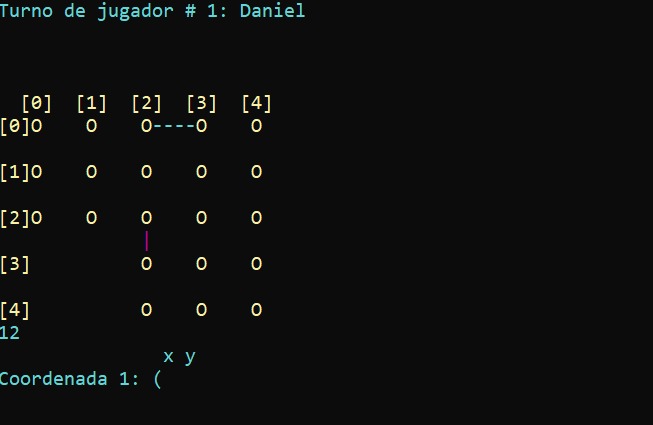 Turno de jugador # 1: Daniel
  [0]  [1]  [2]  [3]  [4]
[0]O    O    O----O    O
[1]O    O    O    O    O
[2]O    O    O    O    O
             |
[3]          O    O    O
[4]          O    O    O
12
               x y
Coordenada 1: (